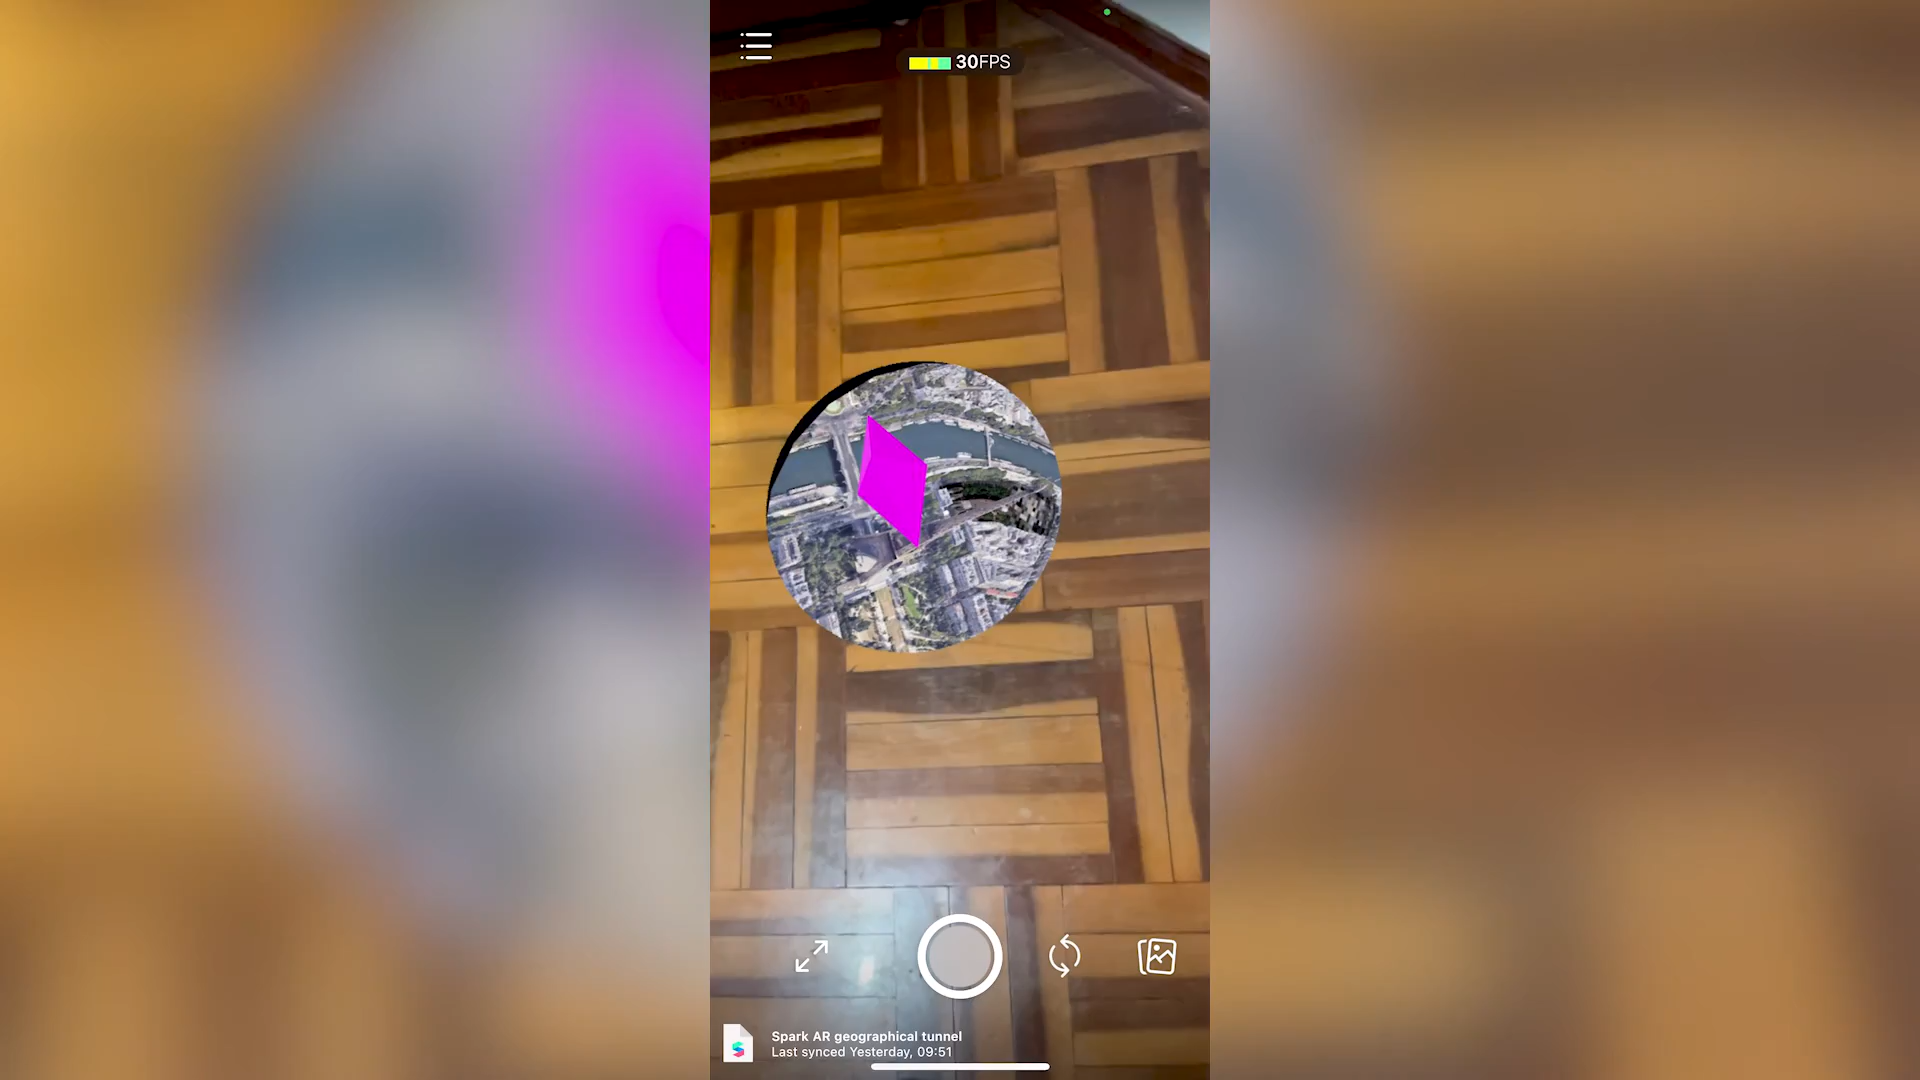 30FPS
Spark AR geographical tunnel
Last synced Yesterday, 09:51